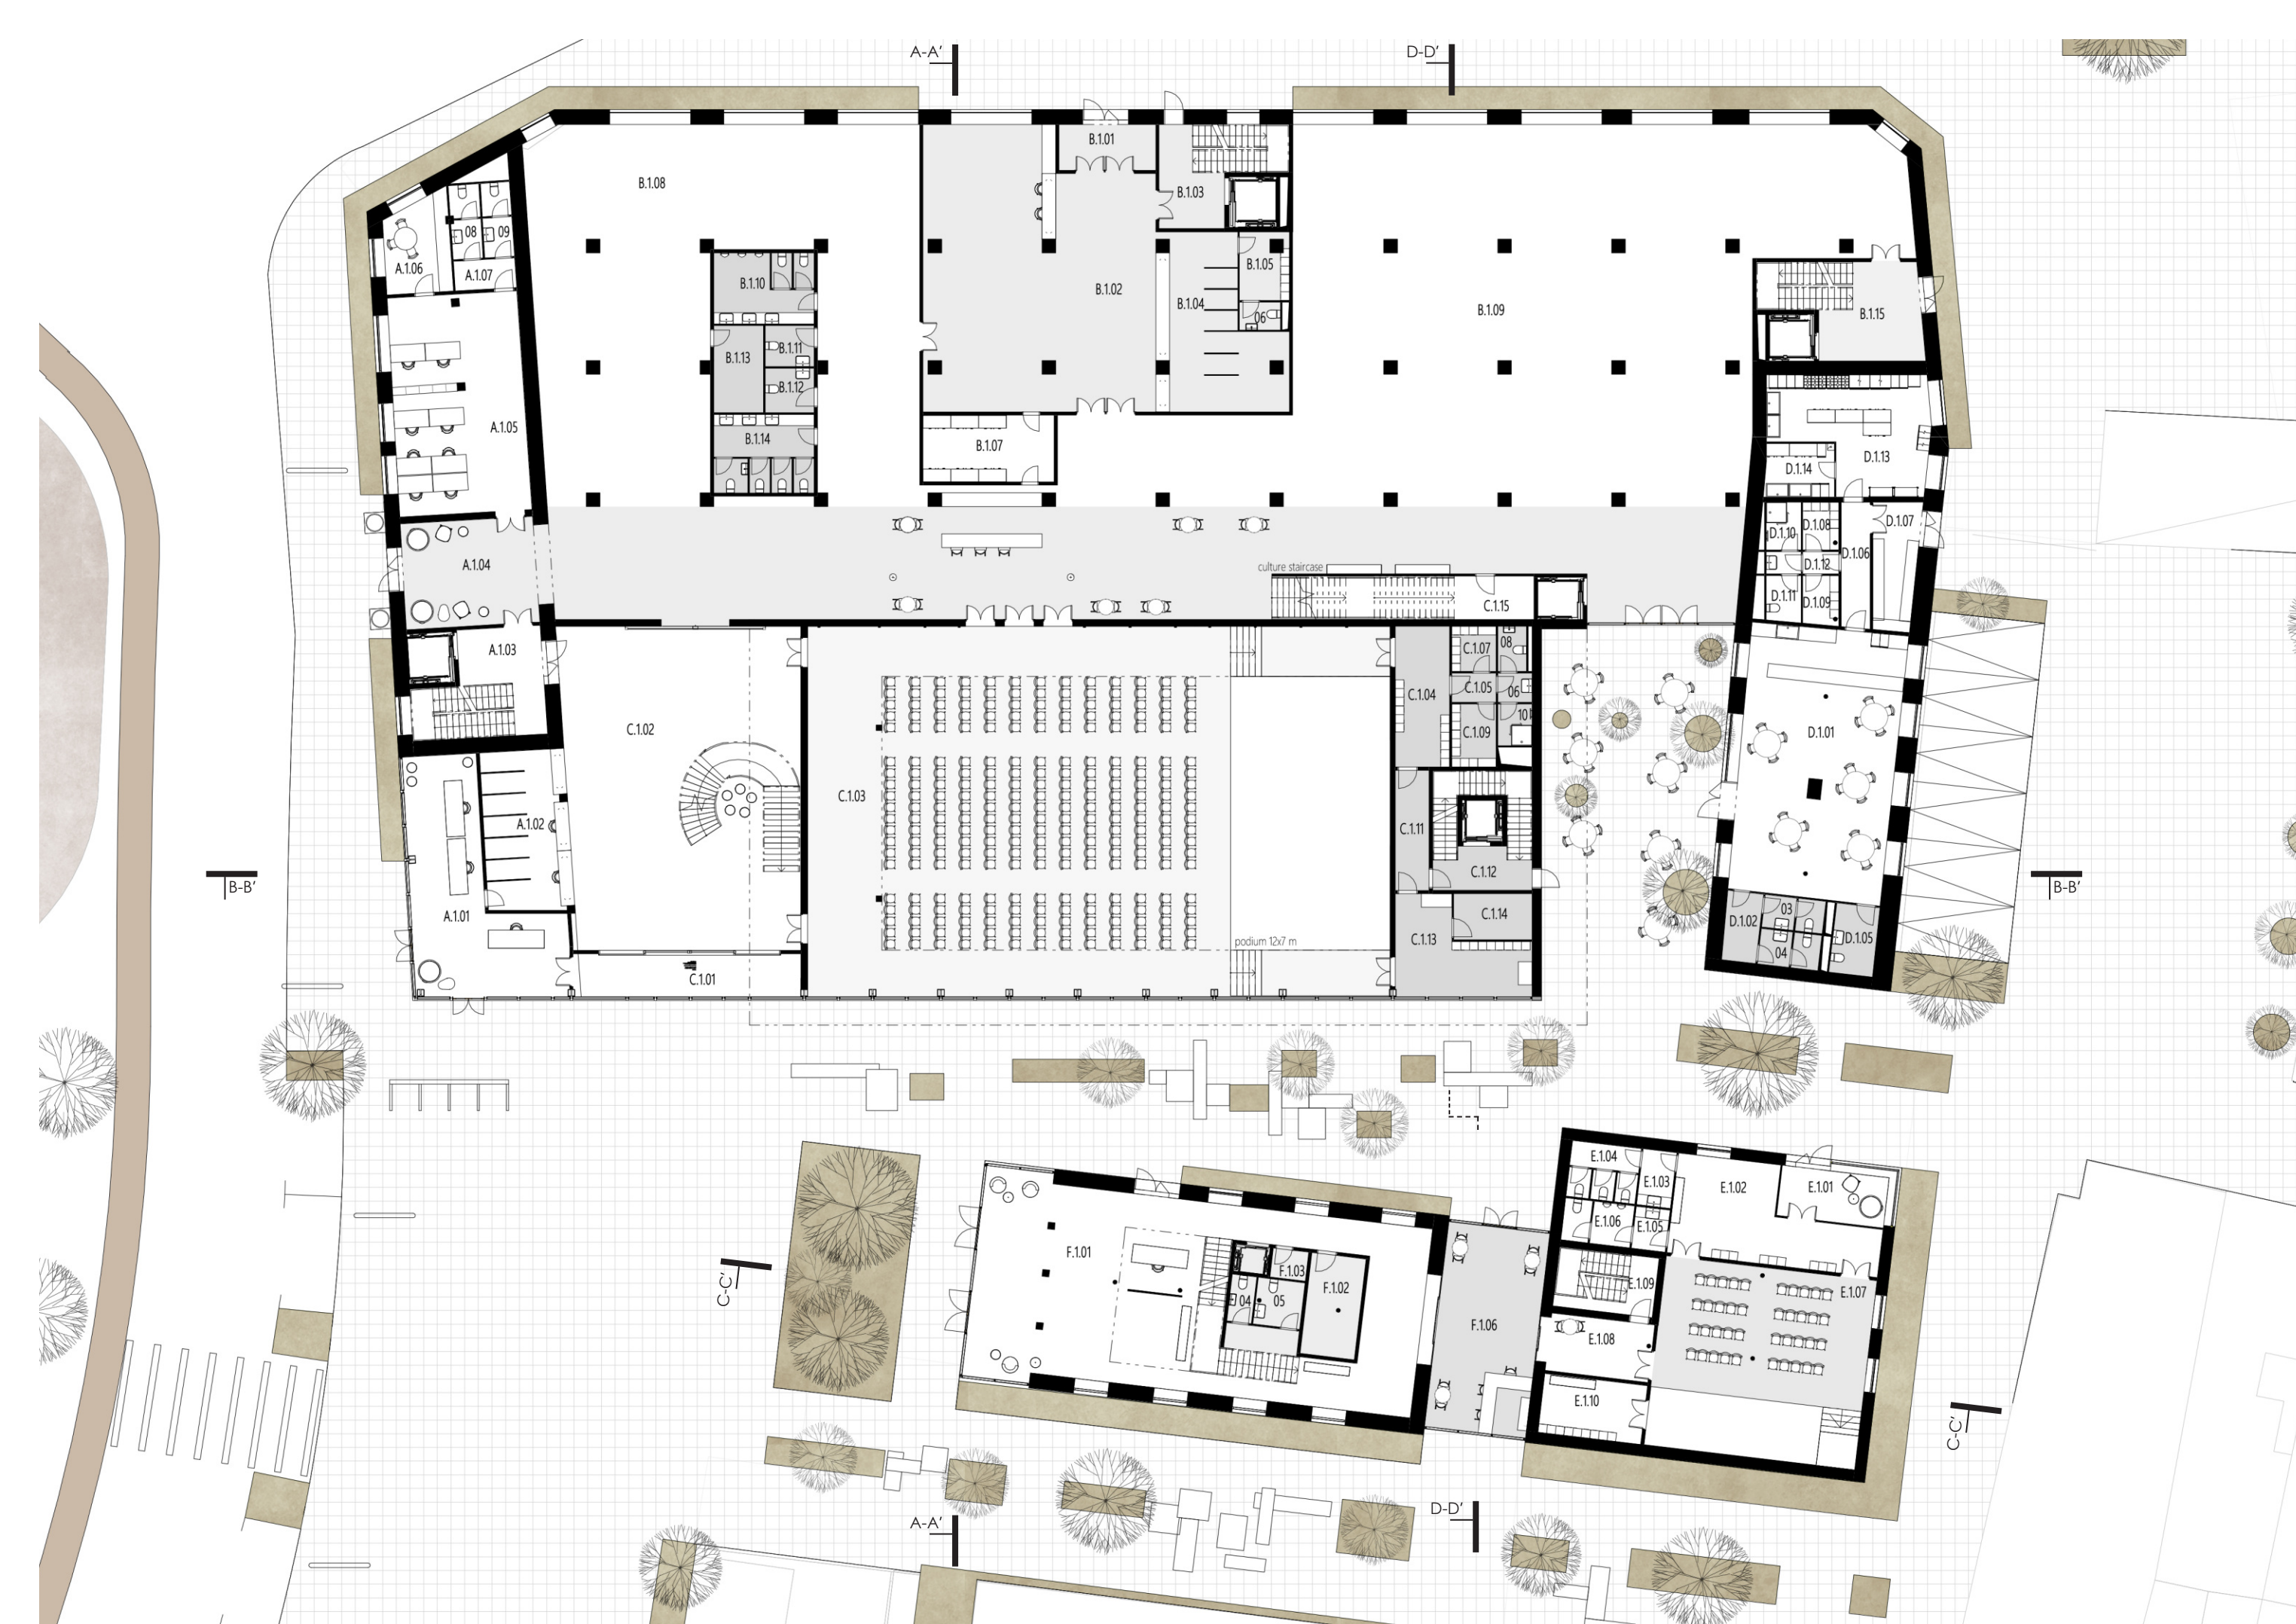 A-A'
D-D'
B.1.01
B.1.08
B.1.03
08
09
A.1.06
A.1.07
B.1.05
B.1.10
B.1.02
B.1.04
B.1.09
06
B.1.15
B.1.13
B.1.11
B.1.12
A.1.05
B.1.14
B.1.07
D.1.13
D.1.14
D.1.10
D.1.08
D.1.07
D.1.06
D.1.12
D.1.11
D.1.09
A.1.04
culture staircase
C.1.15
A.1.03
C.1.07
08
C.1.04
C.1.05
06
10
C.1.09
C.1.02
D.1.01
C.1.03
A.1.02
C.1.11
C.1.12
B-B'
B-B'
A.1.01
C.1.14
C.1.13
podium 12x7 m
C.1.01
D.1.02
03
04
D.1.05
E.1.04
E.1.03
E.1.02
E.1.01
E.1.06
E.1.05
F.1.01
F.1.03
F.1.02
04
05
E.1.09
E.1.07
C-C'
F.1.06
E.1.08
E.1.10
C-C'
A-A'
D-D'